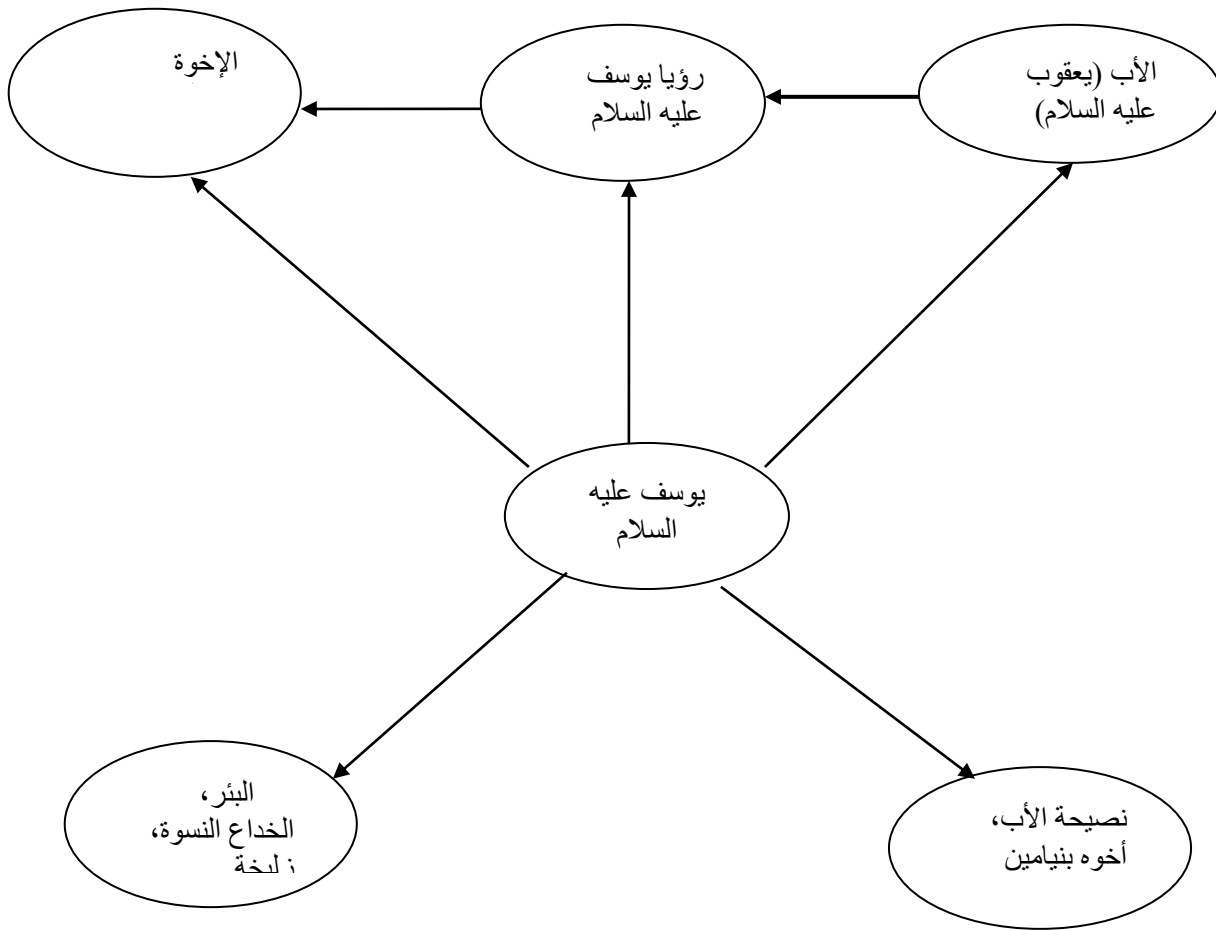 الأب (يعقوب
عليه السلام)
رؤيا يوسف
عليه السلام
الإخوة
يوسف عليه
السلام
نصيحة الأب،
أخوه بنيامين
البئر،
الخداع النسوة،
زليخة